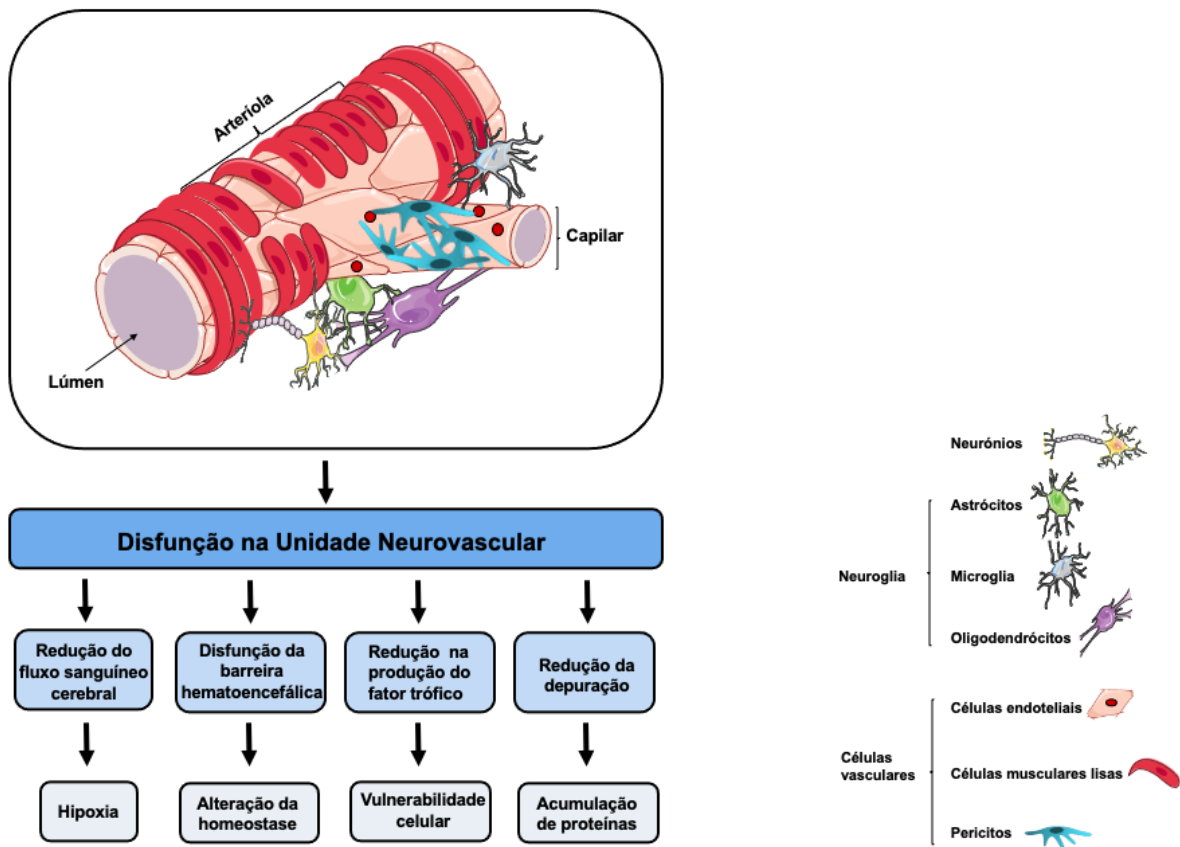 Arteríola
Capilar
Lúmen
Disfunção na Unidade Neurovascular
Redução do
fluxo sanguíneo
cerebral
Disfunção da
barreira
hematoencefálica
Redução na
produção do
fator trófico
Redução da
depuração
Hipoxia
Alteração da
homeostase
Vulnerabilidade
celular
Acumulação
de proteínas
Neurónios
Neuroglia
Astrócitos
Microglia
Oligodendrócitos
Células
vasculares
Células endoteliais
Células musculares lisas
Pericitos